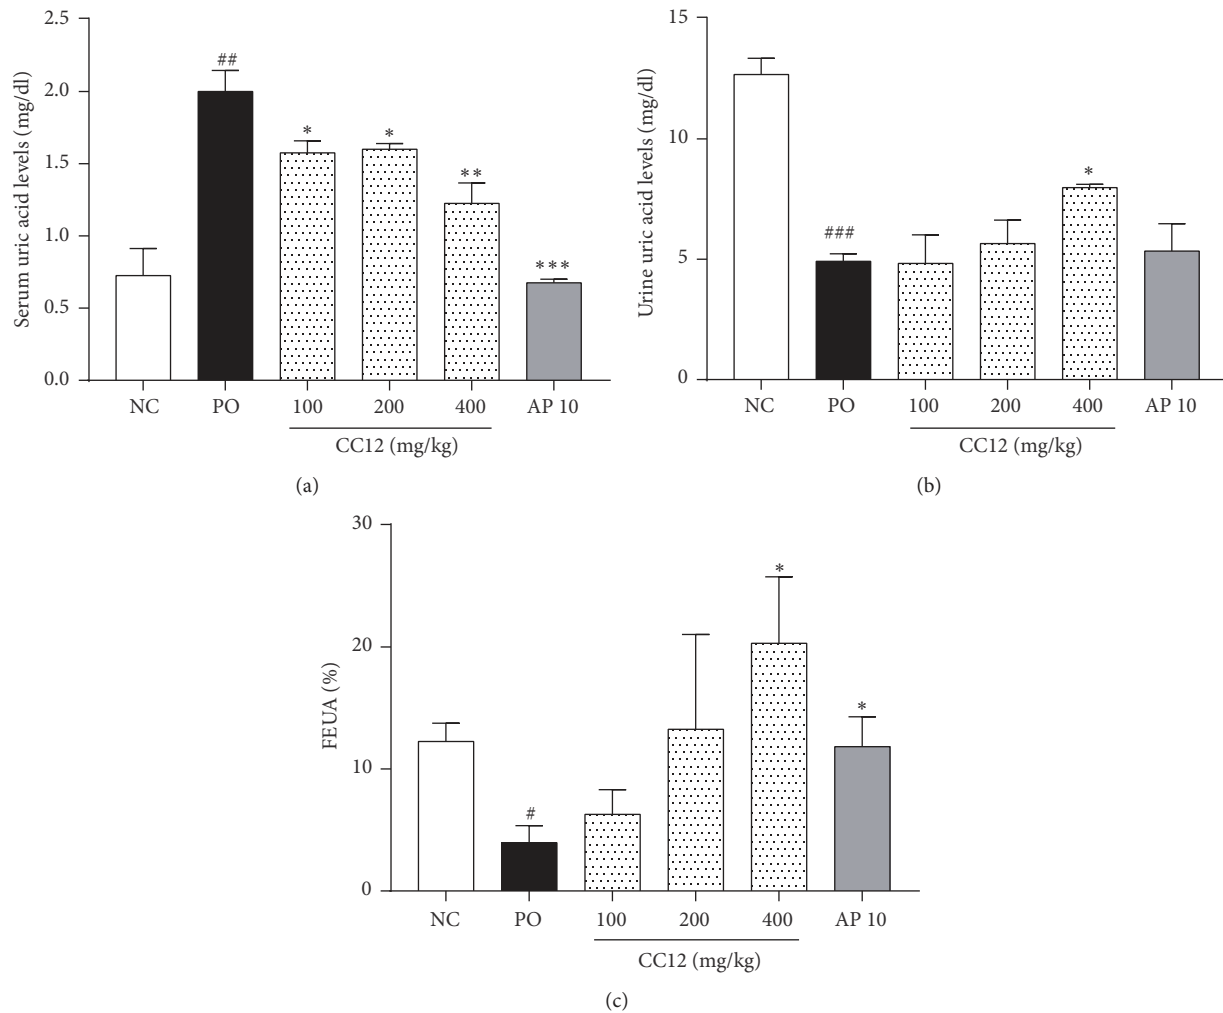 Serum uric acid levels (mg/dl)
2.5
2.0
1.5
1.0
0.5
0.0
##
*
*
**
***
NC PO 100 200 400 AP 10
CC12 (mg/kg)
(a)
Urine uric acid levels (mg/dl)
15
10
5
0
###
*
NC PO 100 200 400 AP 10
CC12 (mg/kg)
(b)
FEUA (%)
30
20
10
0
#
*
*
NC PO 100 200 400 AP 10
CC12 (mg/kg)
(c)